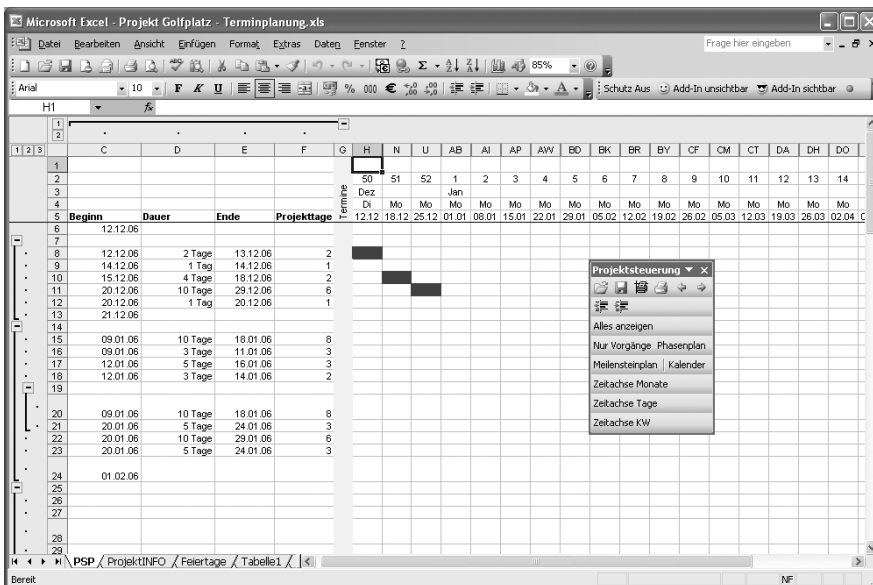 Microsoft Excel - Projekt Golfplatz - Terminplanung.xls
Datei Bearbeiten Ansicht Einfügen Format Extras Daten Fenster ? Frage hier eingeben
85%
Arial 10 F K U % 000 € Schutz Aus Add-In unsichtbar Add-In sichtbar
H1 fx
1
2
1 2 3 C D E F G H N U AB AI AP AW BD BK BR BY CF CM CT DA DH DO
1
2 50 51 52 1 2 3 4 5 6 7 8 9 10 11 12 13 14
3 Dez Jan
4 Di Mo Mo Mo Mo Mo Mo Mo Mo Mo Mo Mo Mo Mo Mo Mo Mo
Termine
5 Beginn Dauer Ende Projekttage 12.12 18.12 25.12 01.01 08.01 15.01 22.01 29.01 05.02 12.02 19.02 26.02 05.03 12.03 19.03 26.03 02.04
6 12.12.06
7
8 12.12.06 2 Tage 13.12.06 2
9 14.12.06 1 Tag 14.12.06 1
10 15.12.06 4 Tage 18.12.06 2
11 20.12.06 10 Tage 29.12.06 6
12 20.12.06 1 Tag 20.12.06 1
13 21.12.06
14
15 09.01.06 10 Tage 18.01.06 8
16 09.01.06 3 Tage 11.01.06 3
17 12.01.06 5 Tage 16.01.06 3
18 12.01.06 3 Tage 14.01.06 2
19
20 09.01.06 10 Tage 18.01.06 8
21 20.01.06 5 Tage 24.01.06 3
22 20.01.06 10 Tage 29.01.06 6
23 20.01.06 5 Tage 24.01.06 3
24 01.02.06
25
26
27
28
29
Projektsteuerung
Alles anzeigen
Nur Vorgänge Phasenplan
Meilensteinplan Kalender
Zeitachse Monate
Zeitachse Tage
Zeitachse KW
PSP ProjektINFO Feiertage Tabelle1
Bereit NF